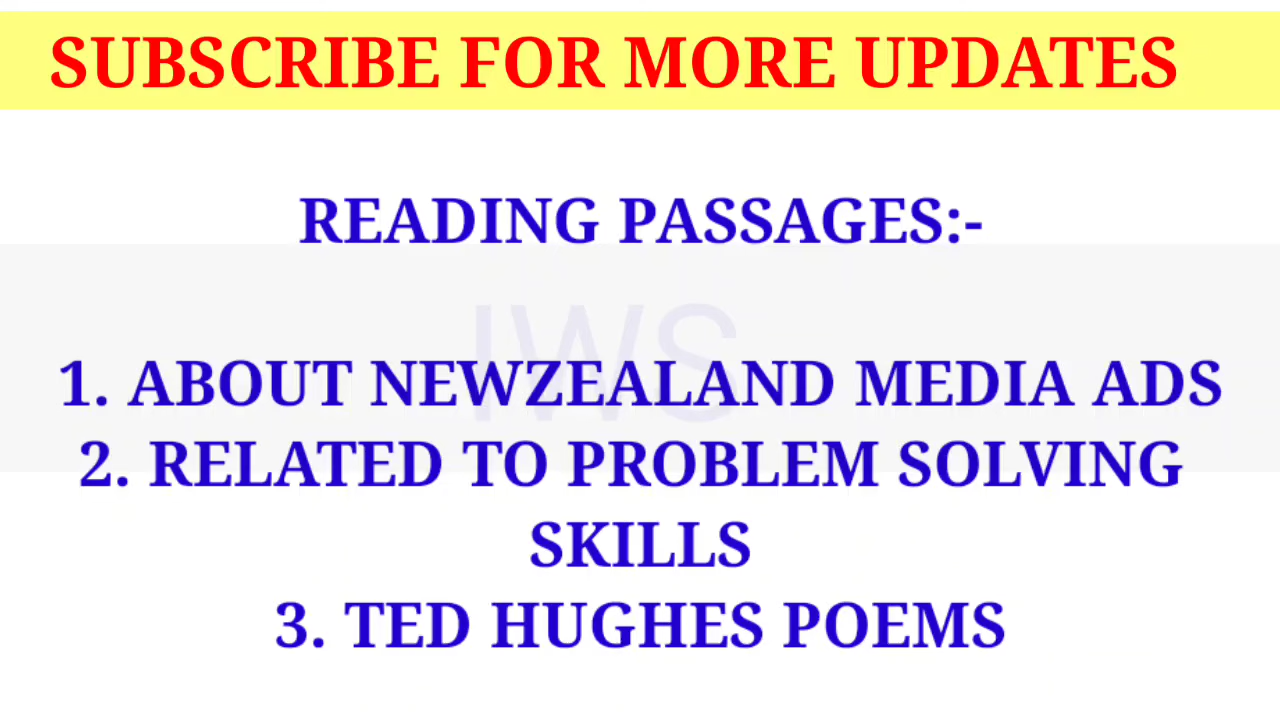 SUBSCRIBE FOR MORE UPDATES
READING PASSAGES:-
IWS
1. ABOUT NEWZEALAND MEDIA ADS
2. RELATED TO PROBLEM SOLVING
SKILLS
3. TED HUGHES POEMS